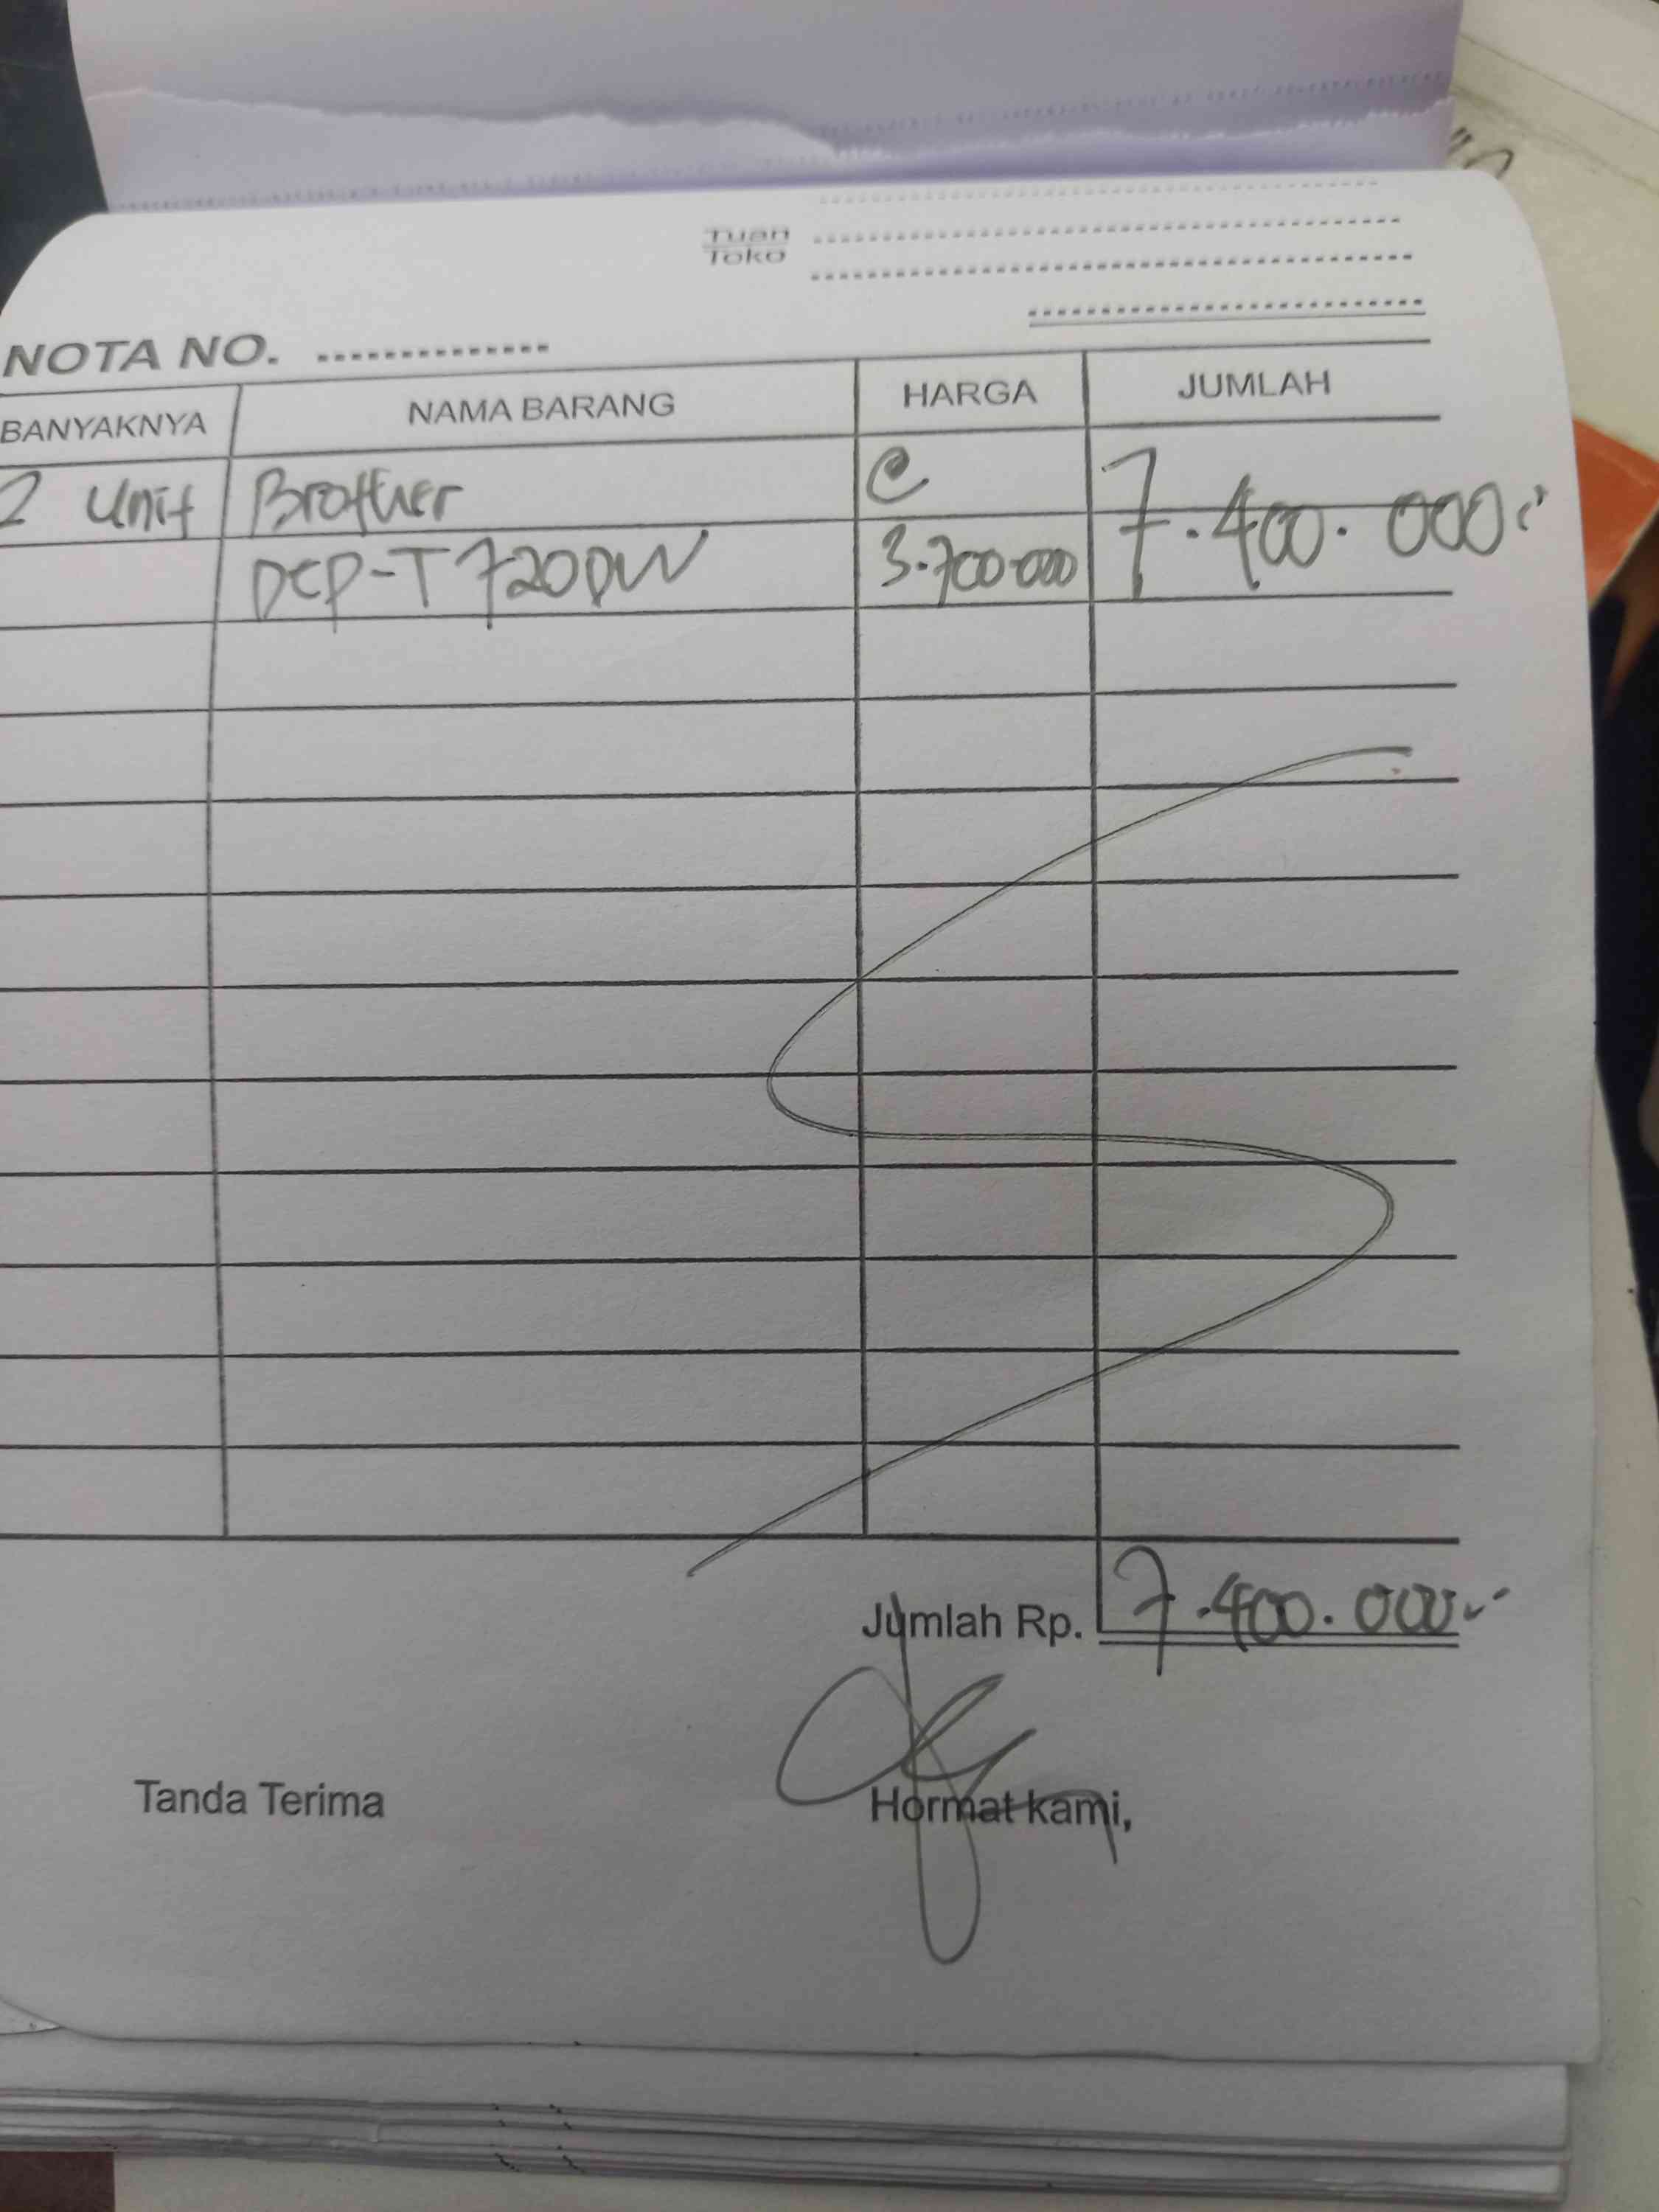 Tuan
Toko
NOTA NO. ..............
BANYAKNYA NAMA BARANG HARGA JUMLAH
2 Unit Brother @ 7.400.000
DCP-T720DW 3.700.000
Jumlah Rp. 7.400.000
Tanda Terima Hormat kami,